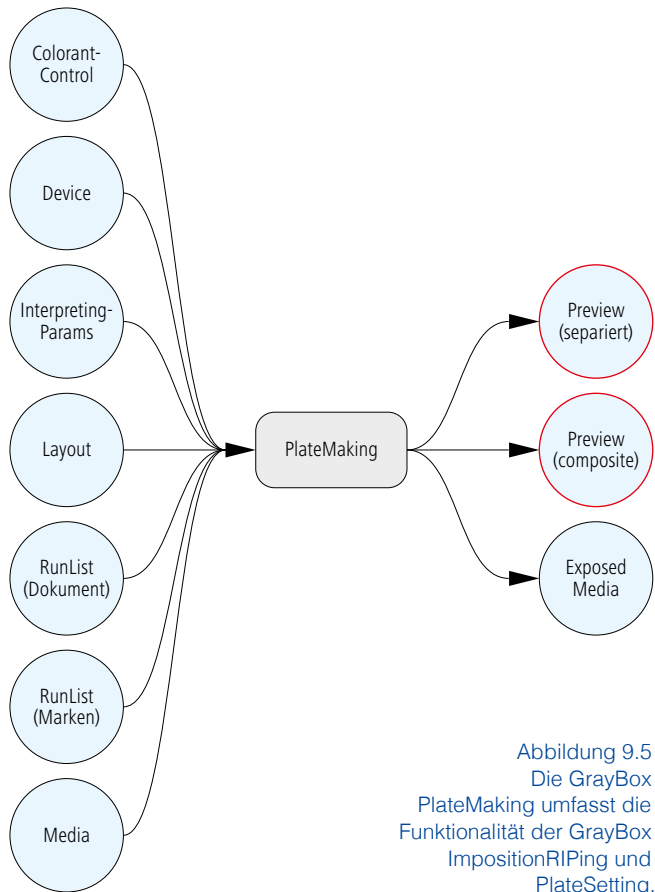 Colorant-
Control
Device
Interpreting-
Params
Layout
RunList
(Dokument)
RunList
(Marken)
Media
PlateMaking
Preview
(separiert)
Preview
(composite)
Exposed
Media
Abbildung 9.5
Die GrayBox
PlateMaking umfasst die
Funktionalität der GrayBox
ImpositionRIPing und
PlateSetting.